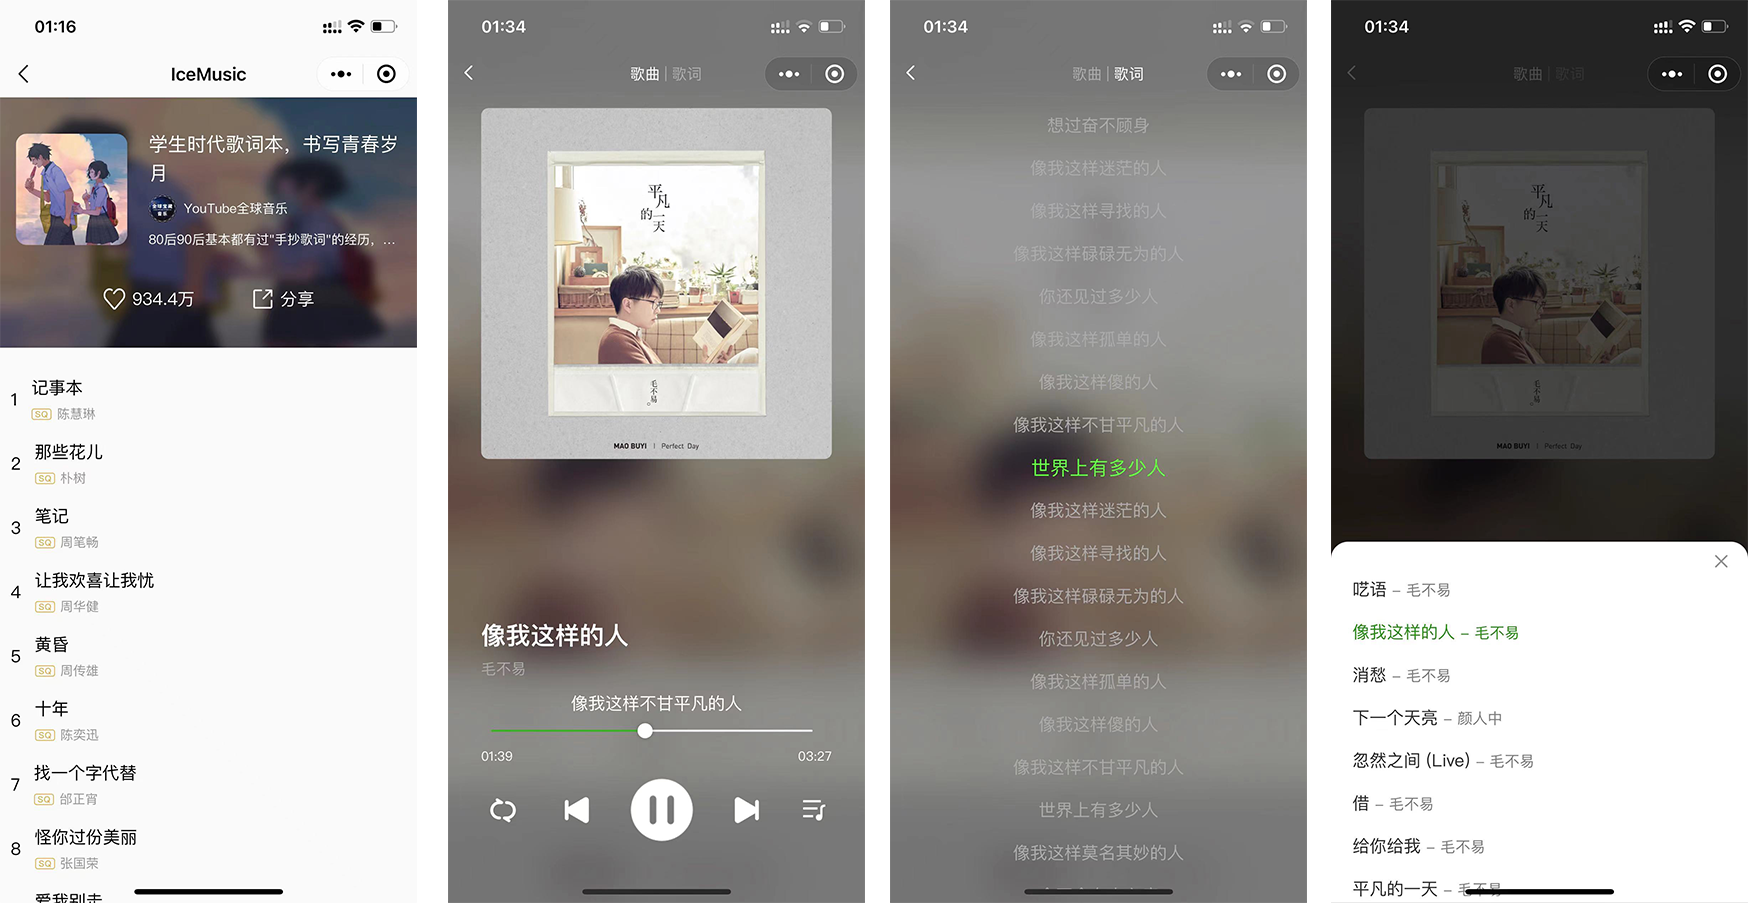 01:16
IceMusic
学生时代歌词本，书写青春岁
月
YouTube全球音乐
80后90后基本都有过"手抄歌词"的经历，...
934.4万
分享
1
记事本
SQ 陈慧琳
2
那些花儿
SQ 朴树
3
笔记
SQ 周笔畅
4
让我欢喜让我忧
SQ 周华健
5
黄昏
SQ 周传雄
6
十年
SQ 陈奕迅
7
找一个字代替
SQ 邰正宵
8
怪你过份美丽
SQ 张国荣
爱我别走
01:34
歌曲 | 歌词
平凡
的一天
毛不易。
MAO BUYI | Perfect Day
像我这样的人
毛不易
像我这样不甘平凡的人
01:39
03:27
01:34
歌曲 | 歌词
想过奋不顾身
像我这样迷茫的人
像我这样寻找的人
像我这样碌碌无为的人
你还见过多少人
像我这样孤单的人
像我这样傻的人
像我这样不甘平凡的人
世界上有多少人
像我这样迷茫的人
像我这样寻找的人
像我这样碌碌无为的人
你还见过多少人
像我这样孤单的人
像我这样傻的人
像我这样不甘平凡的人
世界上有多少人
像我这样莫名其妙的人
01:34
歌曲 | 歌词
平凡
的一天
毛不易。
MAO BUYI | Perfect Day
呓语 – 毛不易
像我这样的人 – 毛不易
消愁 – 毛不易
下一个天亮 – 颜人中
忽然之间 (Live) – 毛不易
借 – 毛不易
给你给我 – 毛不易
平凡的一天 – 毛不易